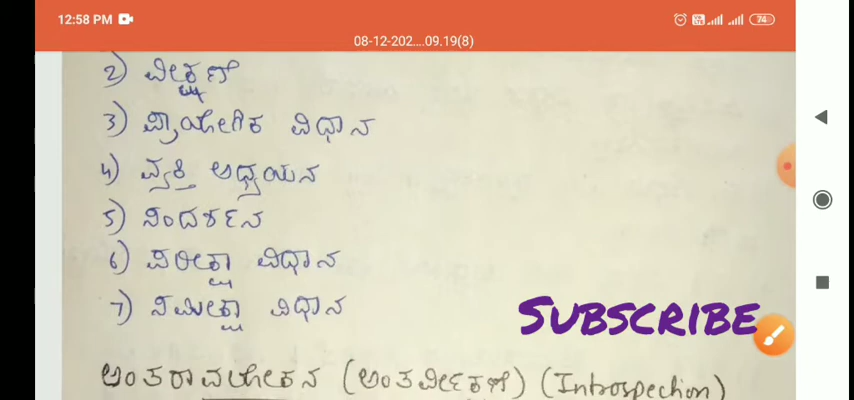 12:58 PM
74
08-12-202....09.19(8)
2) ವೀಕ್ಷಣೆ
3) ಪ್ರಾಯೋಗಿಕ ವಿಧಾನ
4) ವ್ಯಕ್ತಿ ಅಧ್ಯಯನ
5) ಸಂದರ್ಶನ
6) ಪರೀಕ್ಷಾ ವಿಧಾನ
7) ಸಮೀಕ್ಷಾ ವಿಧಾನ
SUBSCRIBE
ಅಂತರಾವಲೋಕನ (ಅಂತರ್ವೀಕ್ಷಣೆ) (Introspection)